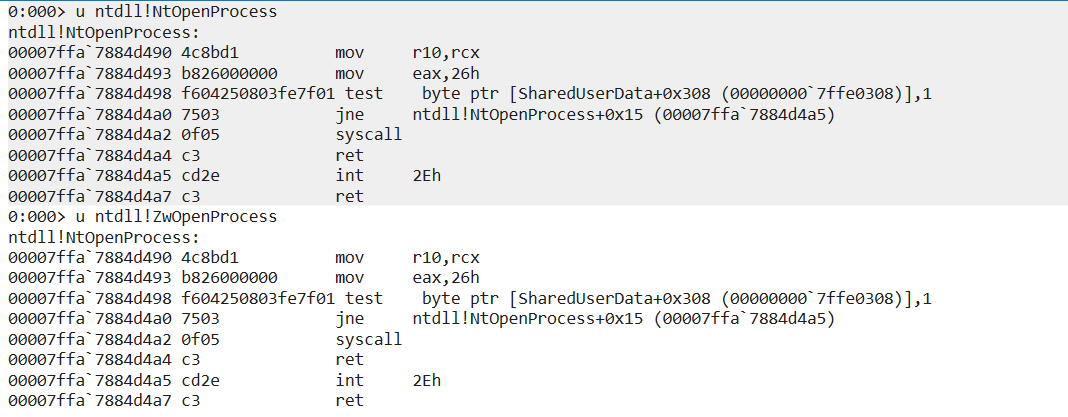 0:000> u ntdll!NtOpenProcess
ntdll!NtOpenProcess:
00007ffa`7884d490 4c8bd1          mov     r10,rcx
00007ffa`7884d493 b826000000      mov     eax,26h
00007ffa`7884d498 f604250803fe7f01 test    byte ptr [SharedUserData+0x308 (00000000`7ffe0308)],1
00007ffa`7884d4a0 7503            jne     ntdll!NtOpenProcess+0x15 (00007ffa`7884d4a5)
00007ffa`7884d4a2 0f05            syscall
00007ffa`7884d4a4 c3              ret
00007ffa`7884d4a5 cd2e            int     2Eh
00007ffa`7884d4a7 c3              ret
0:000> u ntdll!ZwOpenProcess
ntdll!NtOpenProcess:
00007ffa`7884d490 4c8bd1          mov     r10,rcx
00007ffa`7884d493 b826000000      mov     eax,26h
00007ffa`7884d498 f604250803fe7f01 test    byte ptr [SharedUserData+0x308 (00000000`7ffe0308)],1
00007ffa`7884d4a0 7503            jne     ntdll!NtOpenProcess+0x15 (00007ffa`7884d4a5)
00007ffa`7884d4a2 0f05            syscall
00007ffa`7884d4a4 c3              ret
00007ffa`7884d4a5 cd2e            int     2Eh
00007ffa`7884d4a7 c3              ret